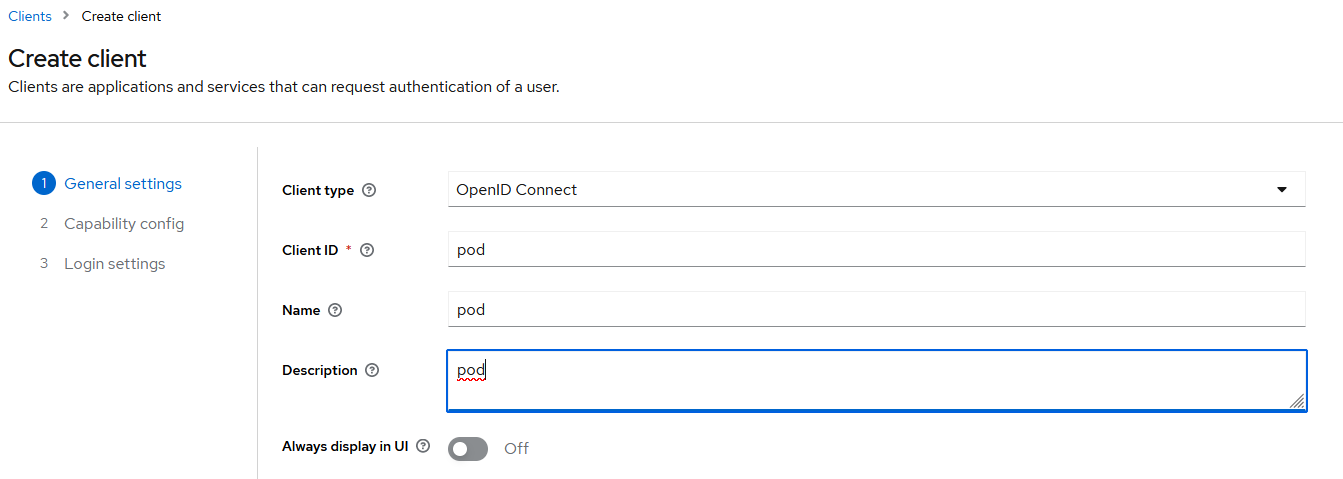 Clients > Create client
Create client
Clients are applications and services that can request authentication of a user.
1 General settings
2 Capability config
3 Login settings
Client type ? OpenID Connect
Client ID * ? pod
Name ? pod
Description ? pod
Always display in UI ? Off